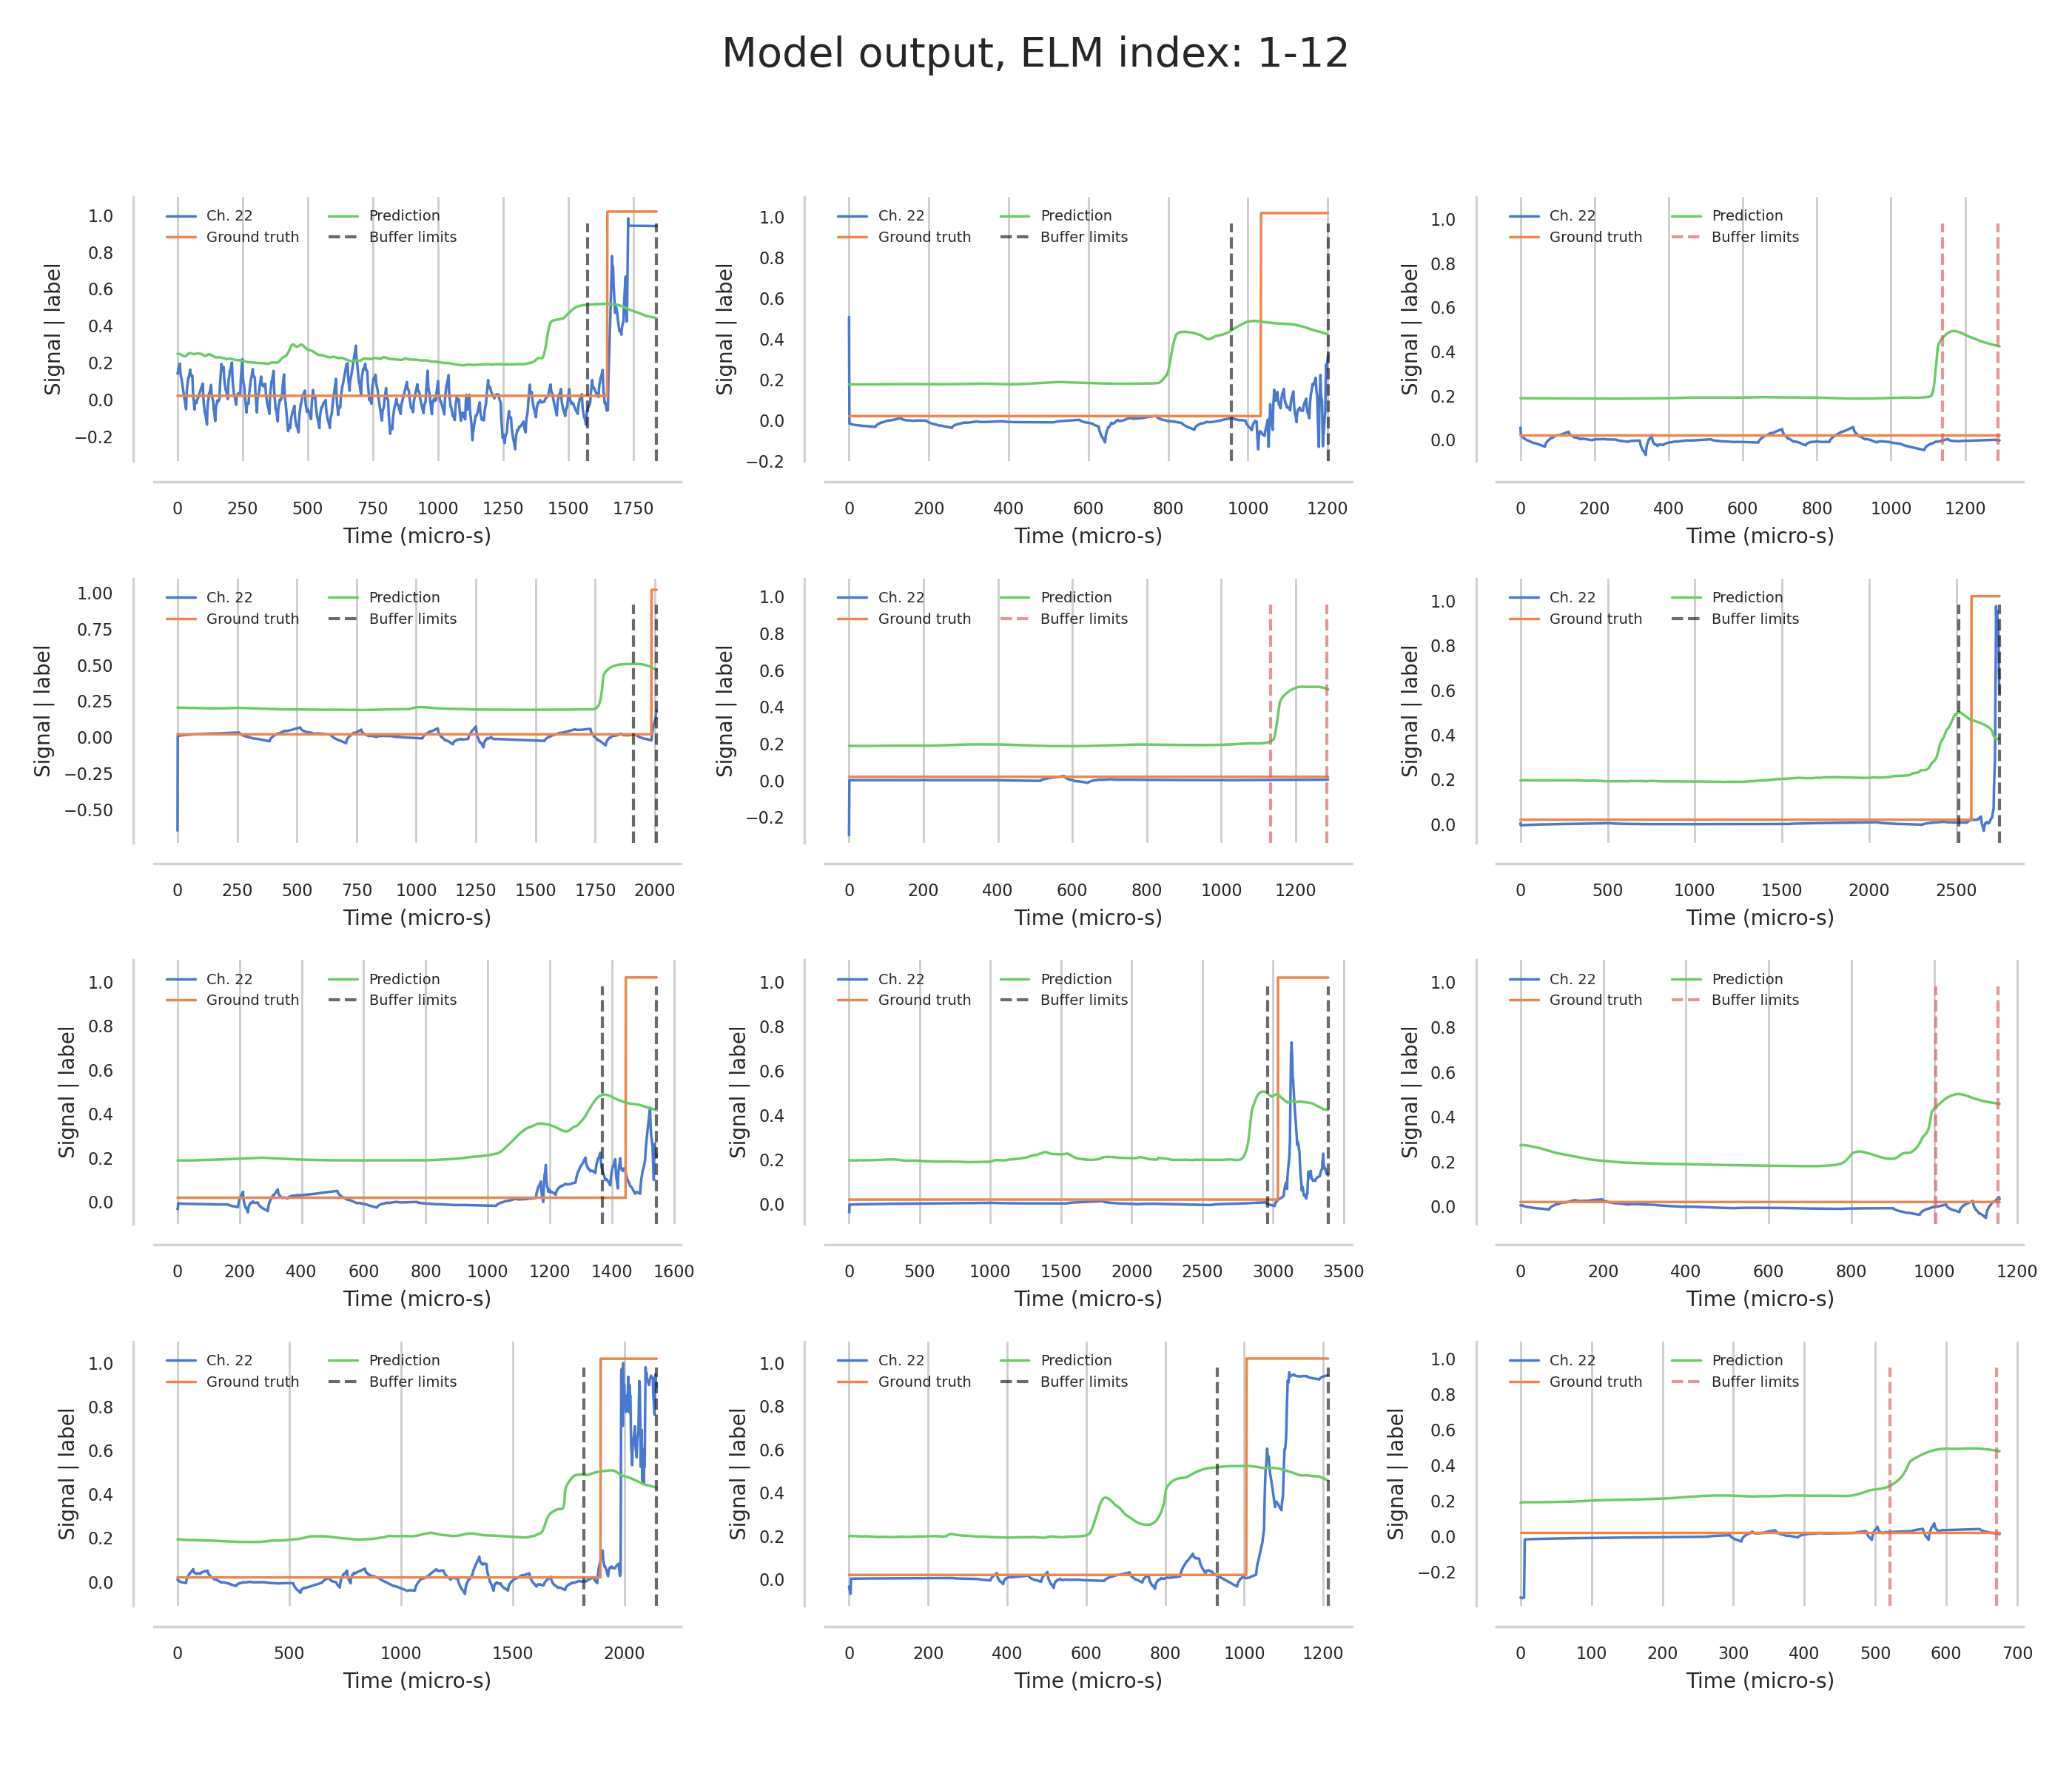 Model output, ELM index: 1-12
Ch. 22 Prediction
Ground truth Buffer limits
Signal | label
1.0
0.8
0.6
0.4
0.2
0.0
−0.2
0 250 500 750 1000 1250 1500 1750
Time (micro-s)
Ch. 22 Prediction
Ground truth Buffer limits
Signal | label
1.0
0.8
0.6
0.4
0.2
0.0
−0.2
0 200 400 600 800 1000 1200
Time (micro-s)
Ch. 22 Prediction
Ground truth Buffer limits
Signal | label
1.0
0.8
0.6
0.4
0.2
0.0
0 200 400 600 800 1000 1200
Time (micro-s)
Ch. 22 Prediction
Ground truth Buffer limits
Signal | label
1.00
0.75
0.50
0.25
0.00
−0.25
−0.50
0 250 500 750 1000 1250 1500 1750 2000
Time (micro-s)
Ch. 22 Prediction
Ground truth Buffer limits
Signal | label
1.0
0.8
0.6
0.4
0.2
0.0
−0.2
0 200 400 600 800 1000 1200
Time (micro-s)
Ch. 22 Prediction
Ground truth Buffer limits
Signal | label
1.0
0.8
0.6
0.4
0.2
0.0
0 500 1000 1500 2000 2500
Time (micro-s)
Ch. 22 Prediction
Ground truth Buffer limits
Signal | label
1.0
0.8
0.6
0.4
0.2
0.0
0 200 400 600 800 1000 1200 1400 1600
Time (micro-s)
Ch. 22 Prediction
Ground truth Buffer limits
Signal | label
1.0
0.8
0.6
0.4
0.2
0.0
0 500 1000 1500 2000 2500 3000 3500
Time (micro-s)
Ch. 22 Prediction
Ground truth Buffer limits
Signal | label
1.0
0.8
0.6
0.4
0.2
0.0
0 200 400 600 800 1000 1200
Time (micro-s)
Ch. 22 Prediction
Ground truth Buffer limits
Signal | label
1.0
0.8
0.6
0.4
0.2
0.0
0 500 1000 1500 2000
Time (micro-s)
Ch. 22 Prediction
Ground truth Buffer limits
Signal | label
1.0
0.8
0.6
0.4
0.2
0.0
0 200 400 600 800 1000 1200
Time (micro-s)
Ch. 22 Prediction
Ground truth Buffer limits
Signal | label
1.0
0.8
0.6
0.4
0.2
0.0
−0.2
0 100 200 300 400 500 600 700
Time (micro-s)